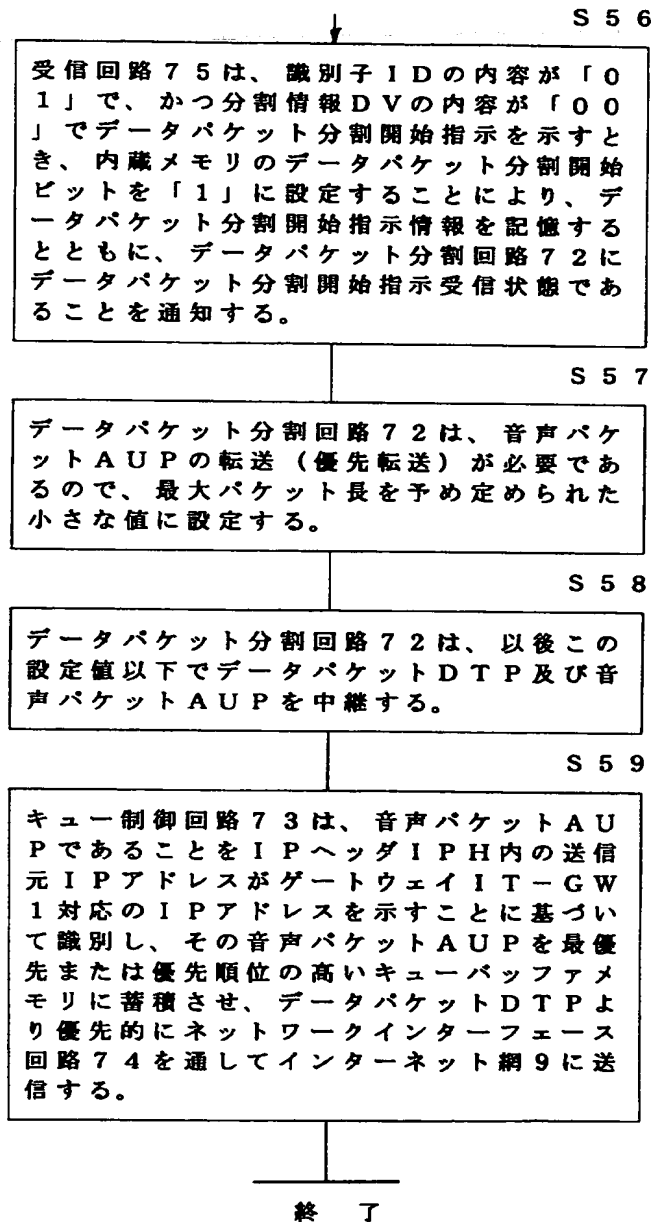 S56
受信回路75は、識別子IDの内容が「0
1」で、かつ分割情報DVの内容が「00
」でデータパケット分割開始指示を示すと
き、内蔵メモリのデータパケット分割開始
ビットを「1」に設定することにより、デ
ータパケット分割開始指示情報を記憶する
とともに、データパケット分割回路72に
データパケット分割開始指示受信状態であ
ることを通知する。
S57
データパケット分割回路72は、音声パケ
ットAUPの転送(優先転送)が必要であ
るので、最大パケット長を予め定められた
小さな値に設定する。
S58
データパケット分割回路72は、以後この
設定値以下でデータパケットDTP及び音
声パケットAUPを中継する。
S59
キュー制御回路73は、音声パケットAU
PであることをIPヘッダIPH内の送信
元IPアドレスがゲートウェイIT-GW
1対応のIPアドレスを示すことに基づい
て識別し、その音声パケットAUPを最優
先または優先順位の高いキューバッファメ
モリに蓄積させ、データパケットDTPよ
り優先的にネットワークインターフェース
回路74を通してインターネット網9に送
信する。
終了